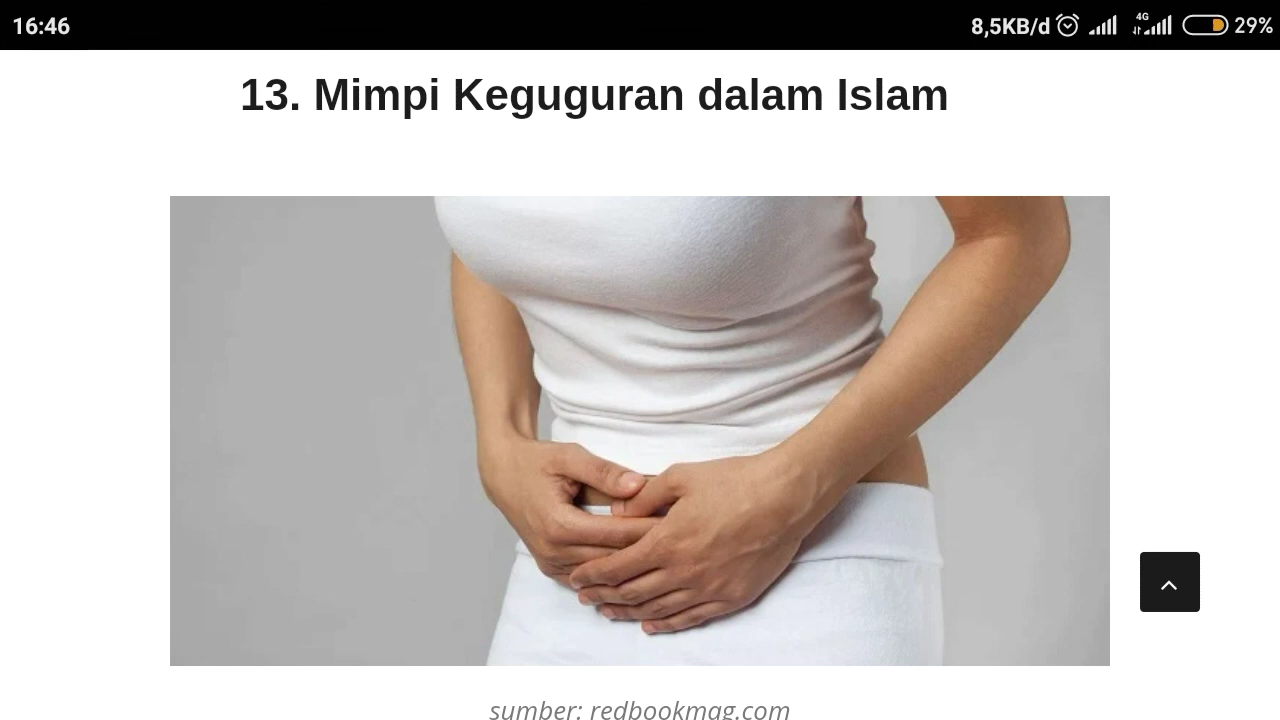 16:46 8,5KB/d 4G 29%
13. Mimpi Keguguran dalam Islam
sumber: redbookmag.com